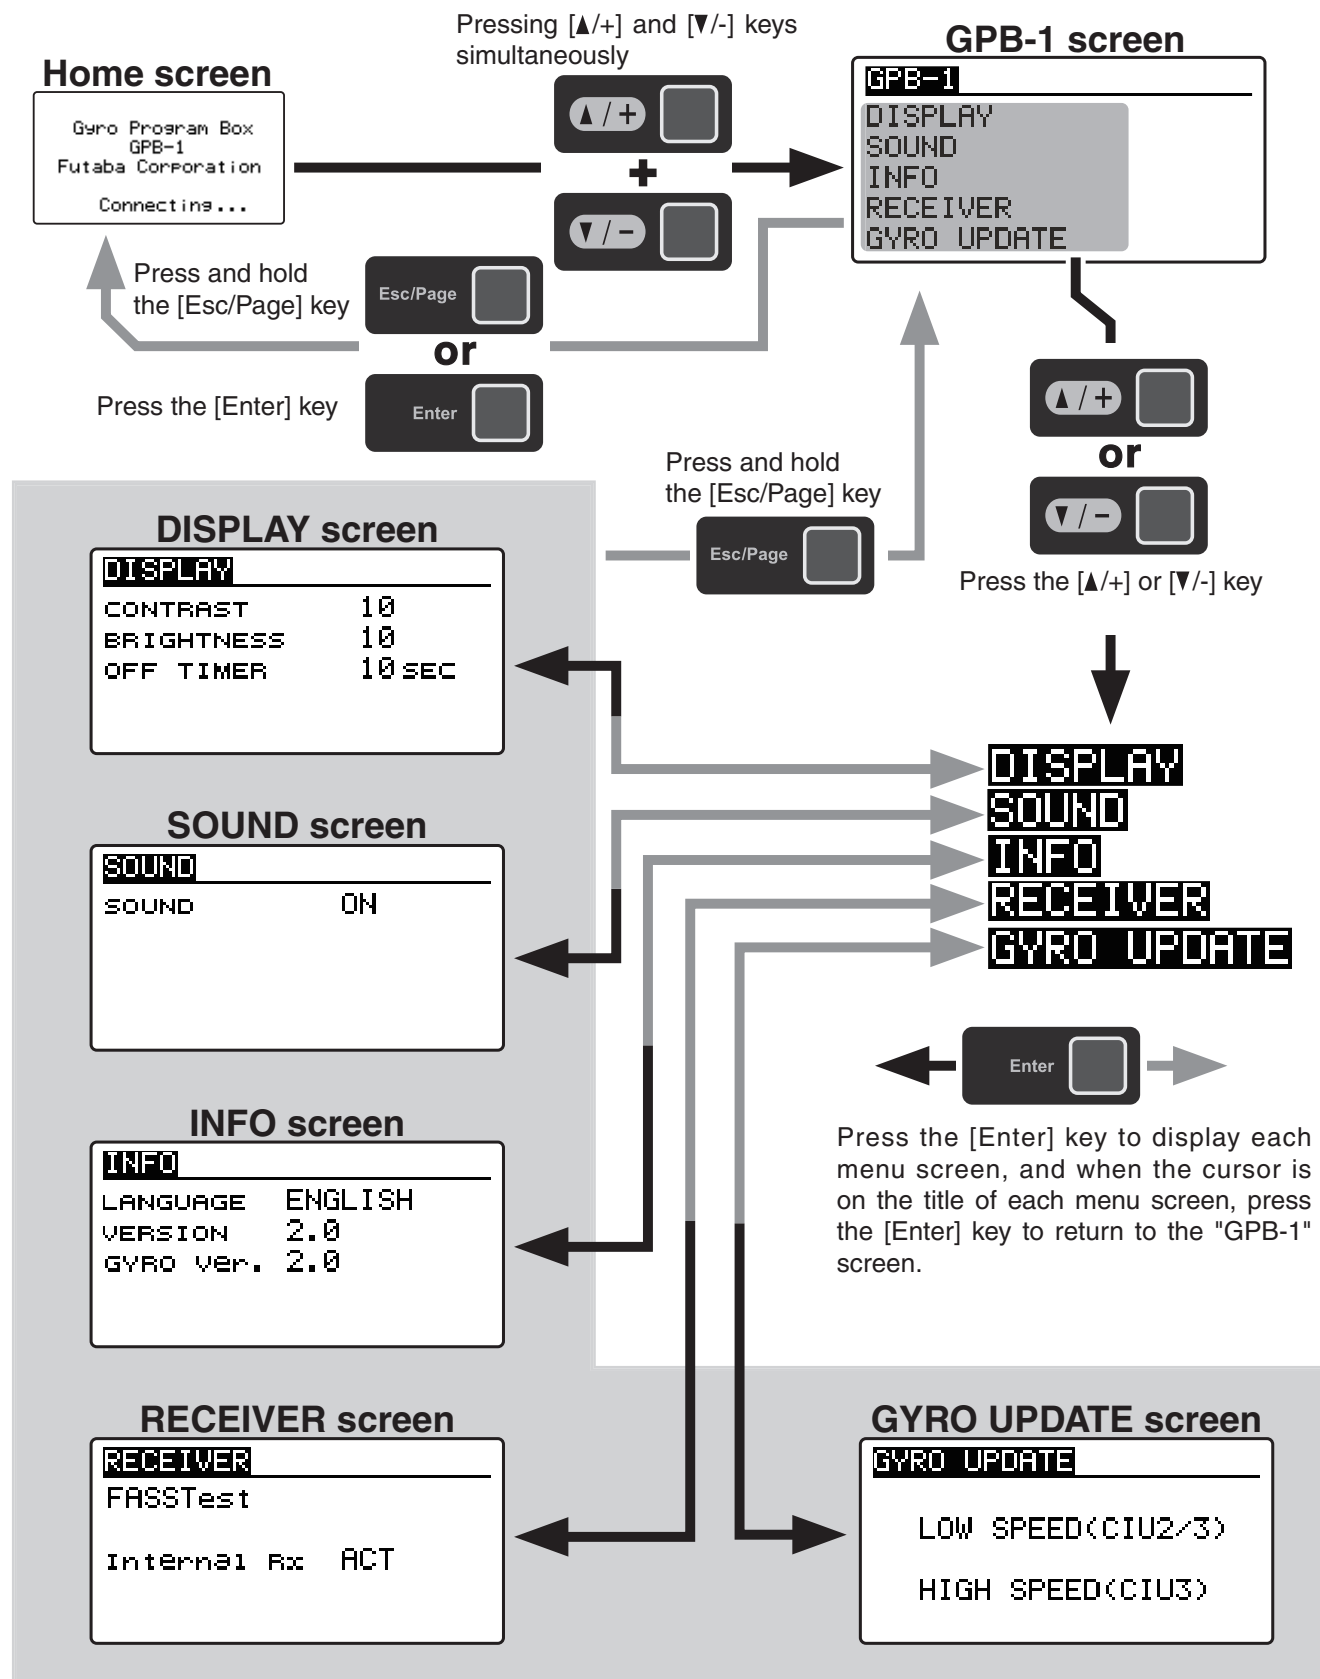 Pressing [▲/+] and [▼/-] keys
simultaneously
Home screen
Gyro Program Box
GPB-1
Futaba Corporation
Connecting...
▲/+
+
▼/−
GPB-1 screen
GPB-1
DISPLAY
SOUND
INFO
RECEIVER
GYRO UPDATE
Press and hold
the [Esc/Page] key
Esc/Page
or
Press the [Enter] key
Enter
▲/+
or
▼/−
Press the [▲/+] or [▼/-] key
Press and hold
the [Esc/Page] key
Esc/Page
DISPLAY screen
DISPLAY
CONTRAST 10
BRIGHTNESS 10
OFF TIMER 10 SEC
SOUND screen
SOUND
SOUND ON
DISPLAY
SOUND
INFO
RECEIVER
GYRO UPDATE
Enter
Press the [Enter] key to display each
menu screen, and when the cursor is
on the title of each menu screen, press
the [Enter] key to return to the "GPB-1"
screen.
INFO screen
INFO
LANGUAGE ENGLISH
VERSION 2.0
GYRO Ver. 2.0
RECEIVER screen
RECEIVER
FASSTest
Internal Rx ACT
GYRO UPDATE screen
GYRO UPDATE
LOW SPEED(CIU2/3)
HIGH SPEED(CIU3)